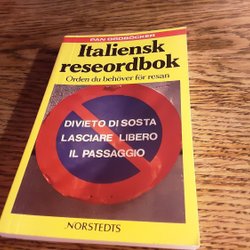 PAN ORDBÖCKER
Italiensk
reseordbok
Orden du behöver för resan
DIVIETO DI SOSTA
LASCIARE LIBERO
IL PASSAGGIO
NORSTEDTS